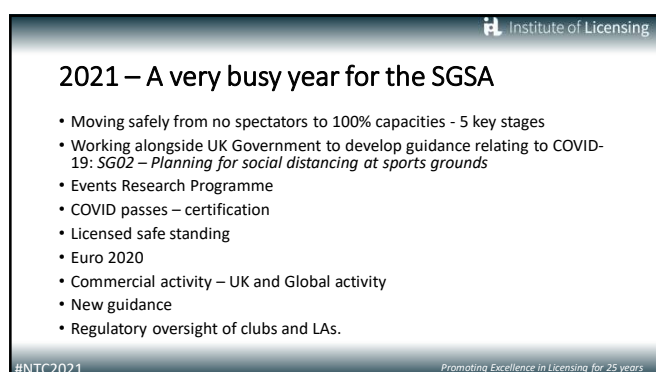 Institute of Licensing
2021 – A very busy year for the SGSA
• Moving safely from no spectators to 100% capacities - 5 key stages
• Working alongside UK Government to develop guidance relating to COVID-
19: SG02 – Planning for social distancing at sports grounds
• Events Research Programme
• COVID passes – certification
• Licensed safe standing
• Euro 2020
• Commercial activity – UK and Global activity
• New guidance
• Regulatory oversight of clubs and LAs.
#NTC2021
Promoting Excellence in Licensing for 25 years